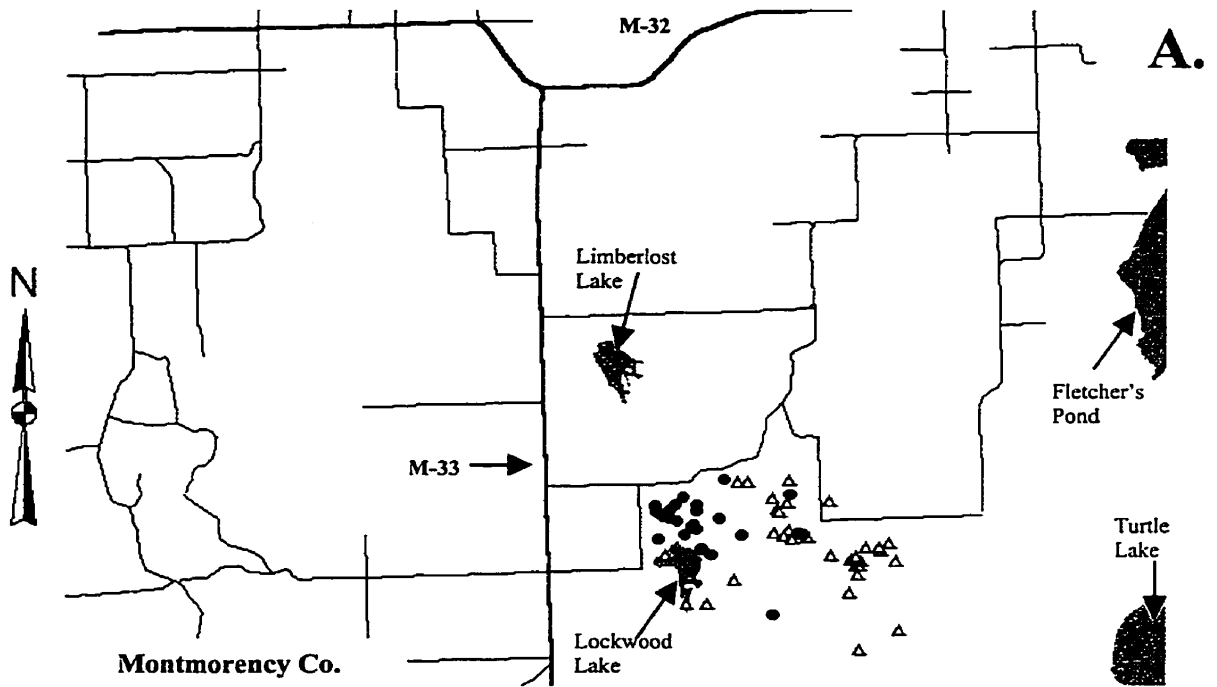 M-32
A.
Limberlost
Lake
N
Fletcher's
Pond
M-33
Turtle
Lake
Lockwood
Lake
Montmorency Co.